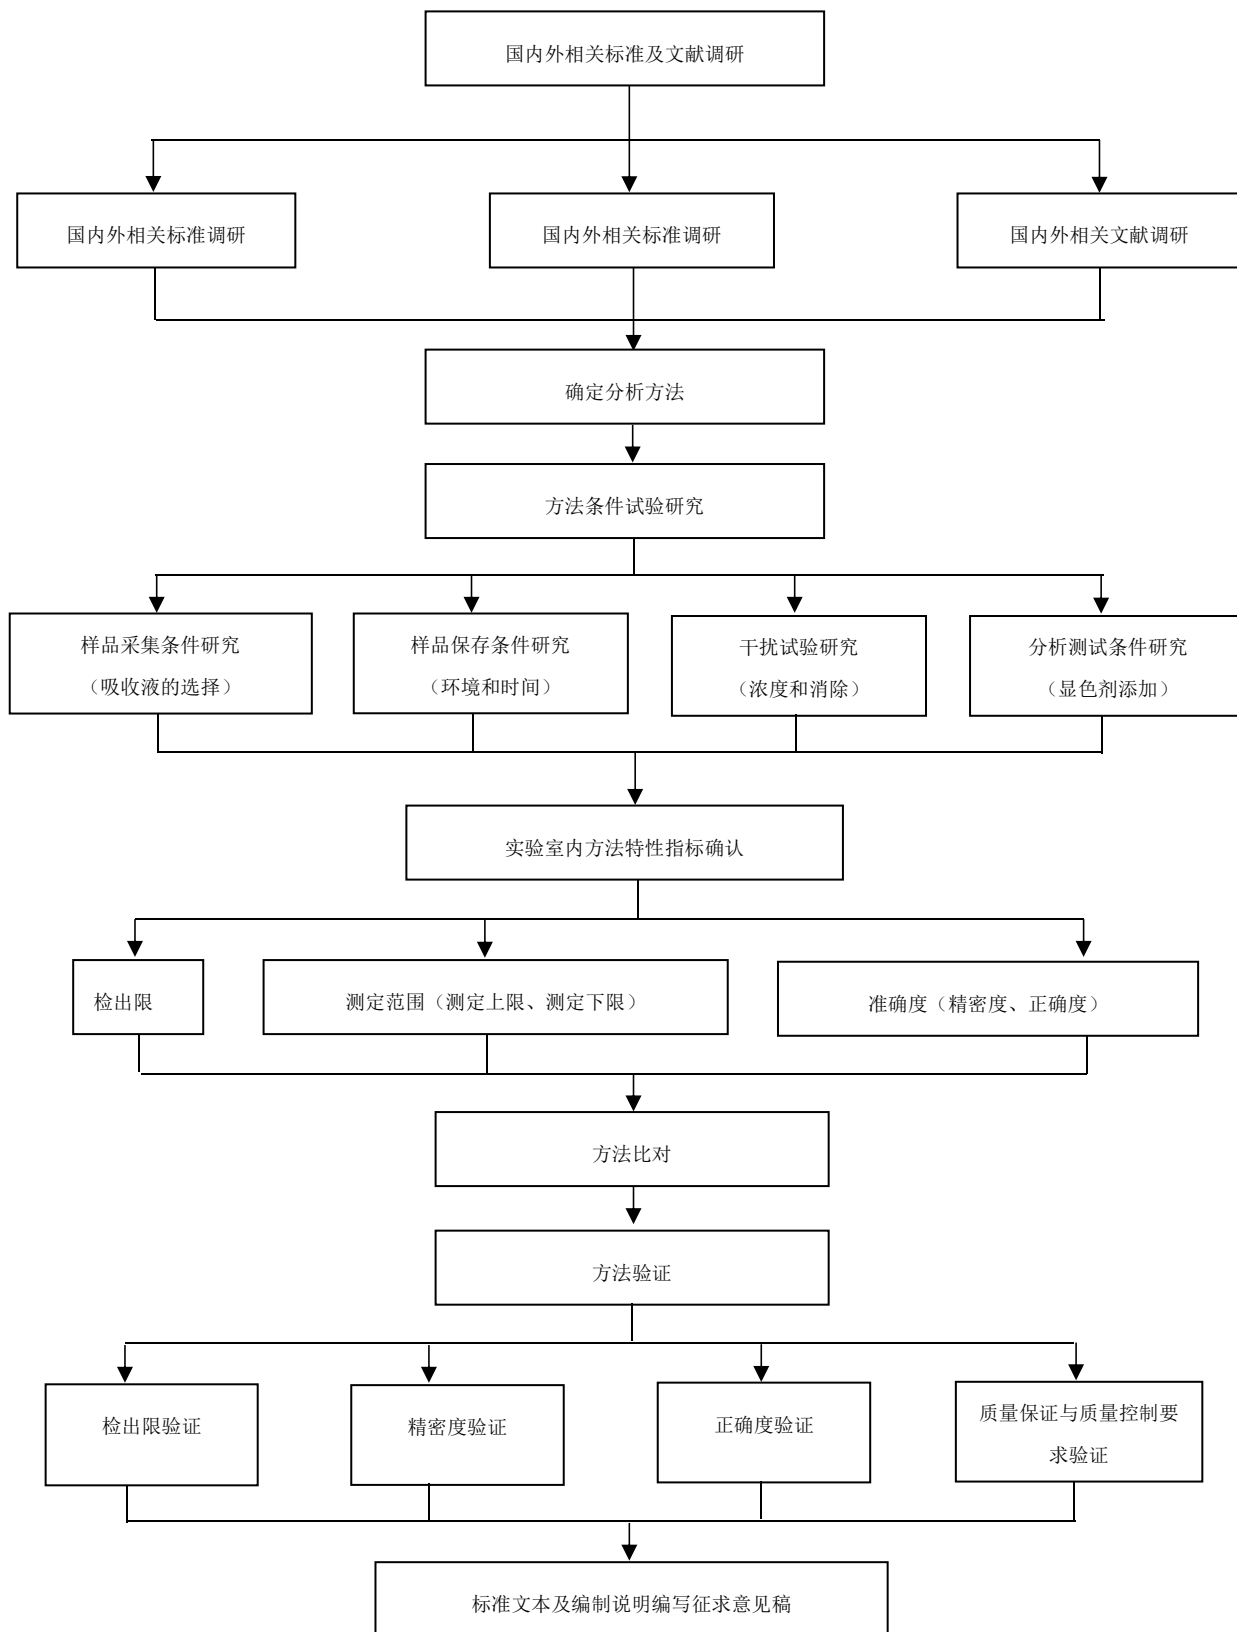 国内外相关标准及文献调研
国内外相关标准调研
国内外相关标准调研
国内外相关文献调研
确定分析方法
方法条件试验研究
样品采集条件研究
（吸收液的选择）
样品保存条件研究
（环境和时间）
干扰试验研究
（浓度和消除）
分析测试条件研究
（显色剂添加）
实验室内方法特性指标确认
检出限
测定范围（测定上限、测定下限）
准确度（精密度、正确度）
方法比对
方法验证
检出限验证
精密度验证
正确度验证
质量保证与质量控制要
求验证
标准文本及编制说明编写征求意见稿